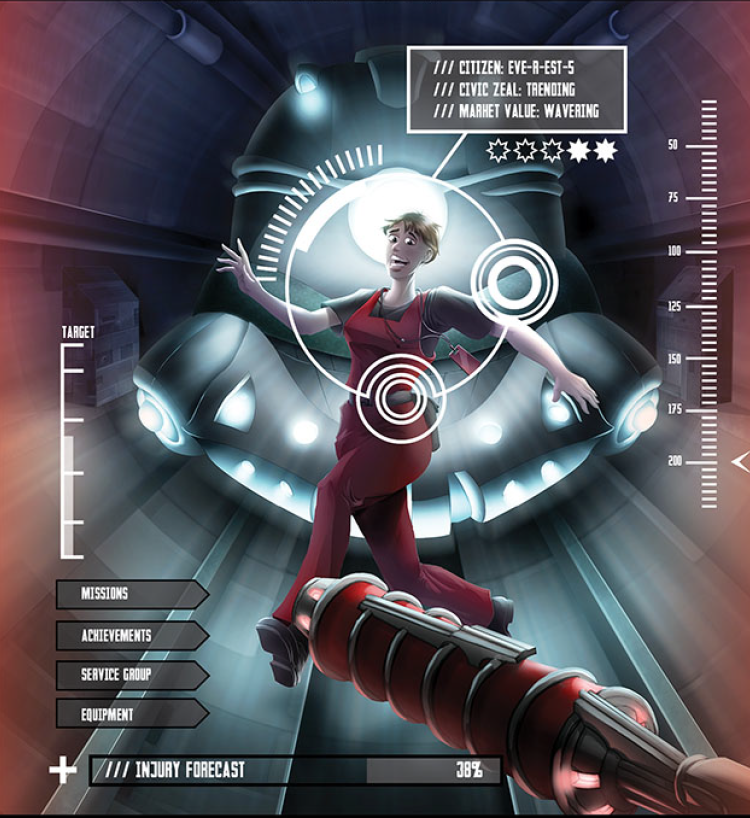 /// CITIZEN: EVE-R-EST-5
/// CIVIC ZEAL: TRENDING
/// MARKET VALUE: WAVERING
50
75
100
125
150
175
200
TARGET
MISSIONS
ACHIEVEMENTS
SERVICE GROUP
EQUIPMENT
/// INJURY FORECAST 38%